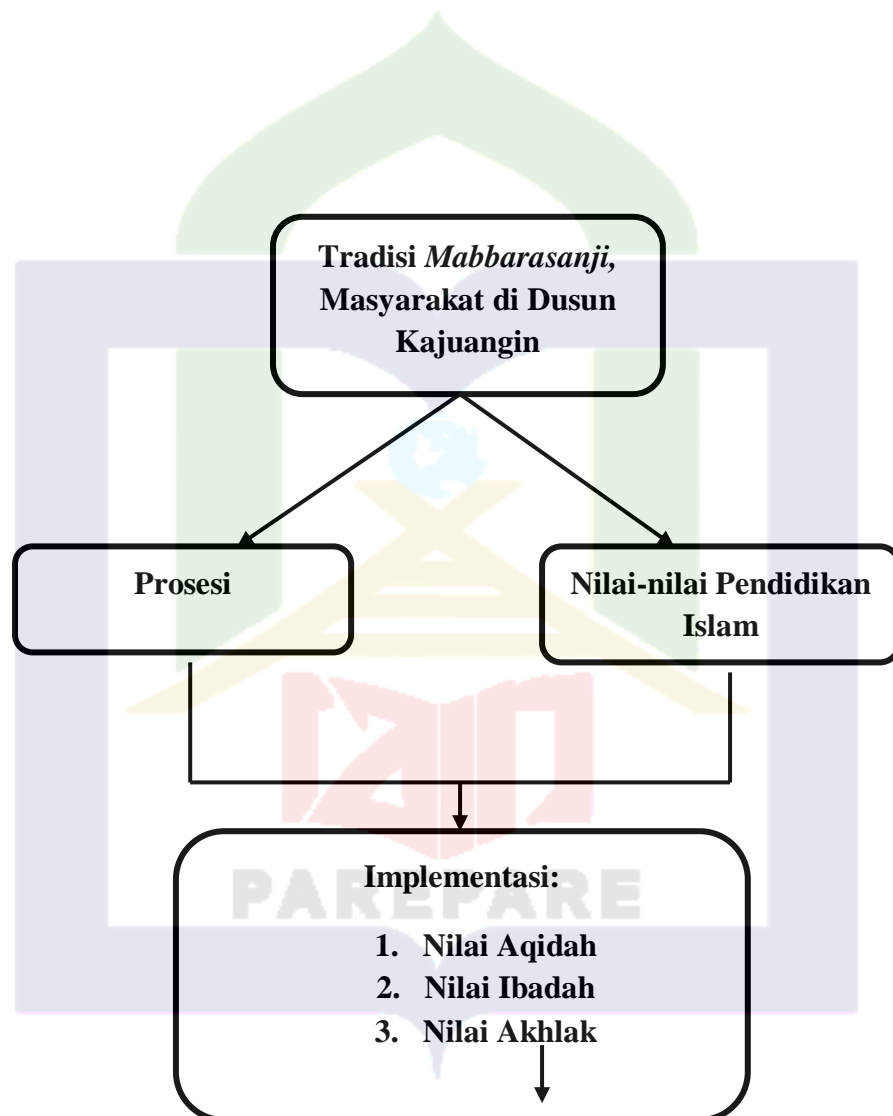 Tradisi Mabbarasanji,
Masyarakat di Dusun
Kajuangin
Prosesi
Nilai-nilai Pendidikan
Islam
Implementasi:
1. Nilai Aqidah
2. Nilai Ibadah
3. Nilai Akhlak
PAREPARE